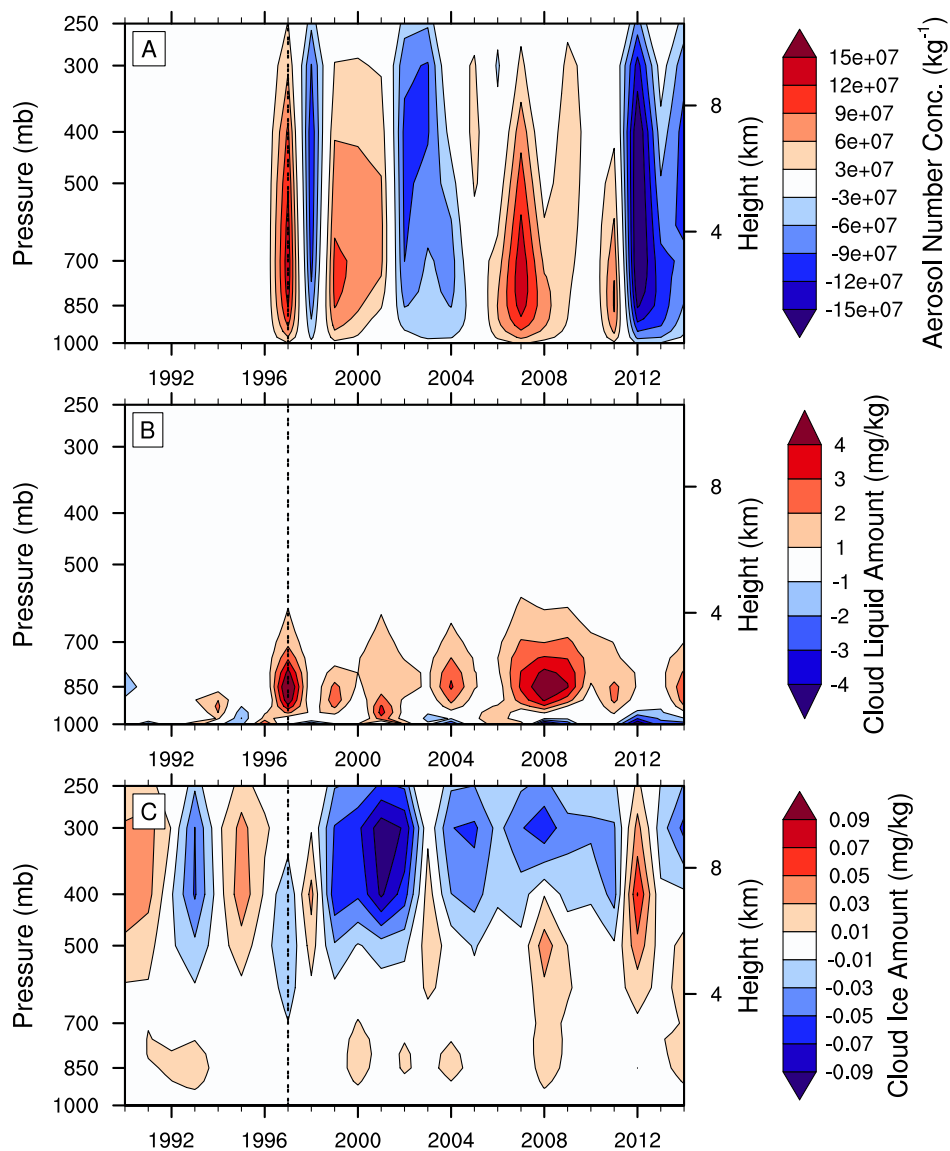 A
250
300
400
500
700
850
1000
Pressure (mb)
8
4
Height (km)
1992 1996 2000 2004 2008 2012
15e+07
12e+07
9e+07
6e+07
3e+07
-3e+07
-6e+07
-9e+07
-12e+07
-15e+07
Aerosol Number Conc. (kg-1)
B
250
300
400
500
700
850
1000
Pressure (mb)
8
4
Height (km)
1992 1996 2000 2004 2008 2012
4
3
2
1
-1
-2
-3
-4
Cloud Liquid Amount (mg/kg)
C
250
300
400
500
700
850
1000
Pressure (mb)
8
4
Height (km)
1992 1996 2000 2004 2008 2012
0.09
0.07
0.05
0.03
0.01
-0.01
-0.03
-0.05
-0.07
-0.09
Cloud Ice Amount (mg/kg)